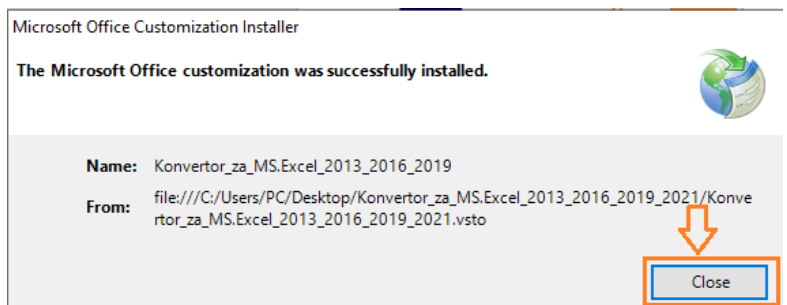 Microsoft Office Customization Installer
The Microsoft Office customization was successfully installed.
Name: Konvertor_za_MS.Excel_2013_2016_2019
From: file:///C:/Users/PC/Desktop/Konvertor_za_MS.Excel_2013_2016_2019_2021/Konve
rtor_za_MS.Excel_2013_2016_2019_2021.vsto
Close